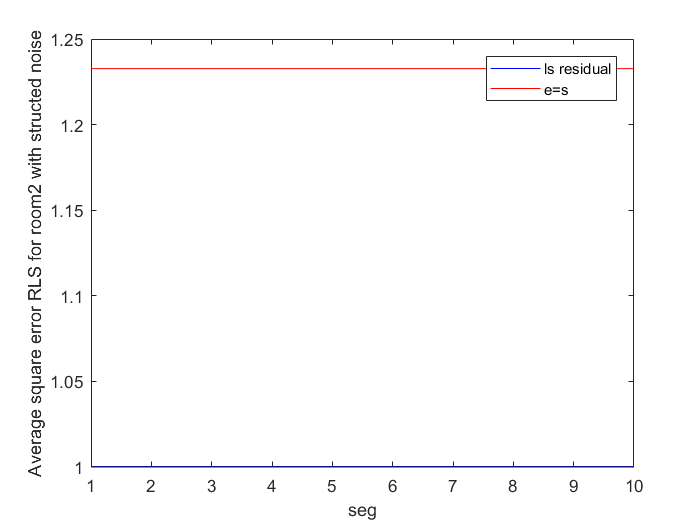 Average square error RLS for room2 with structed noise
1.25
1.2
1.15
1.1
1.05
1
1 2 3 4 5 6 7 8 9 10
seg
ls residual
e=s